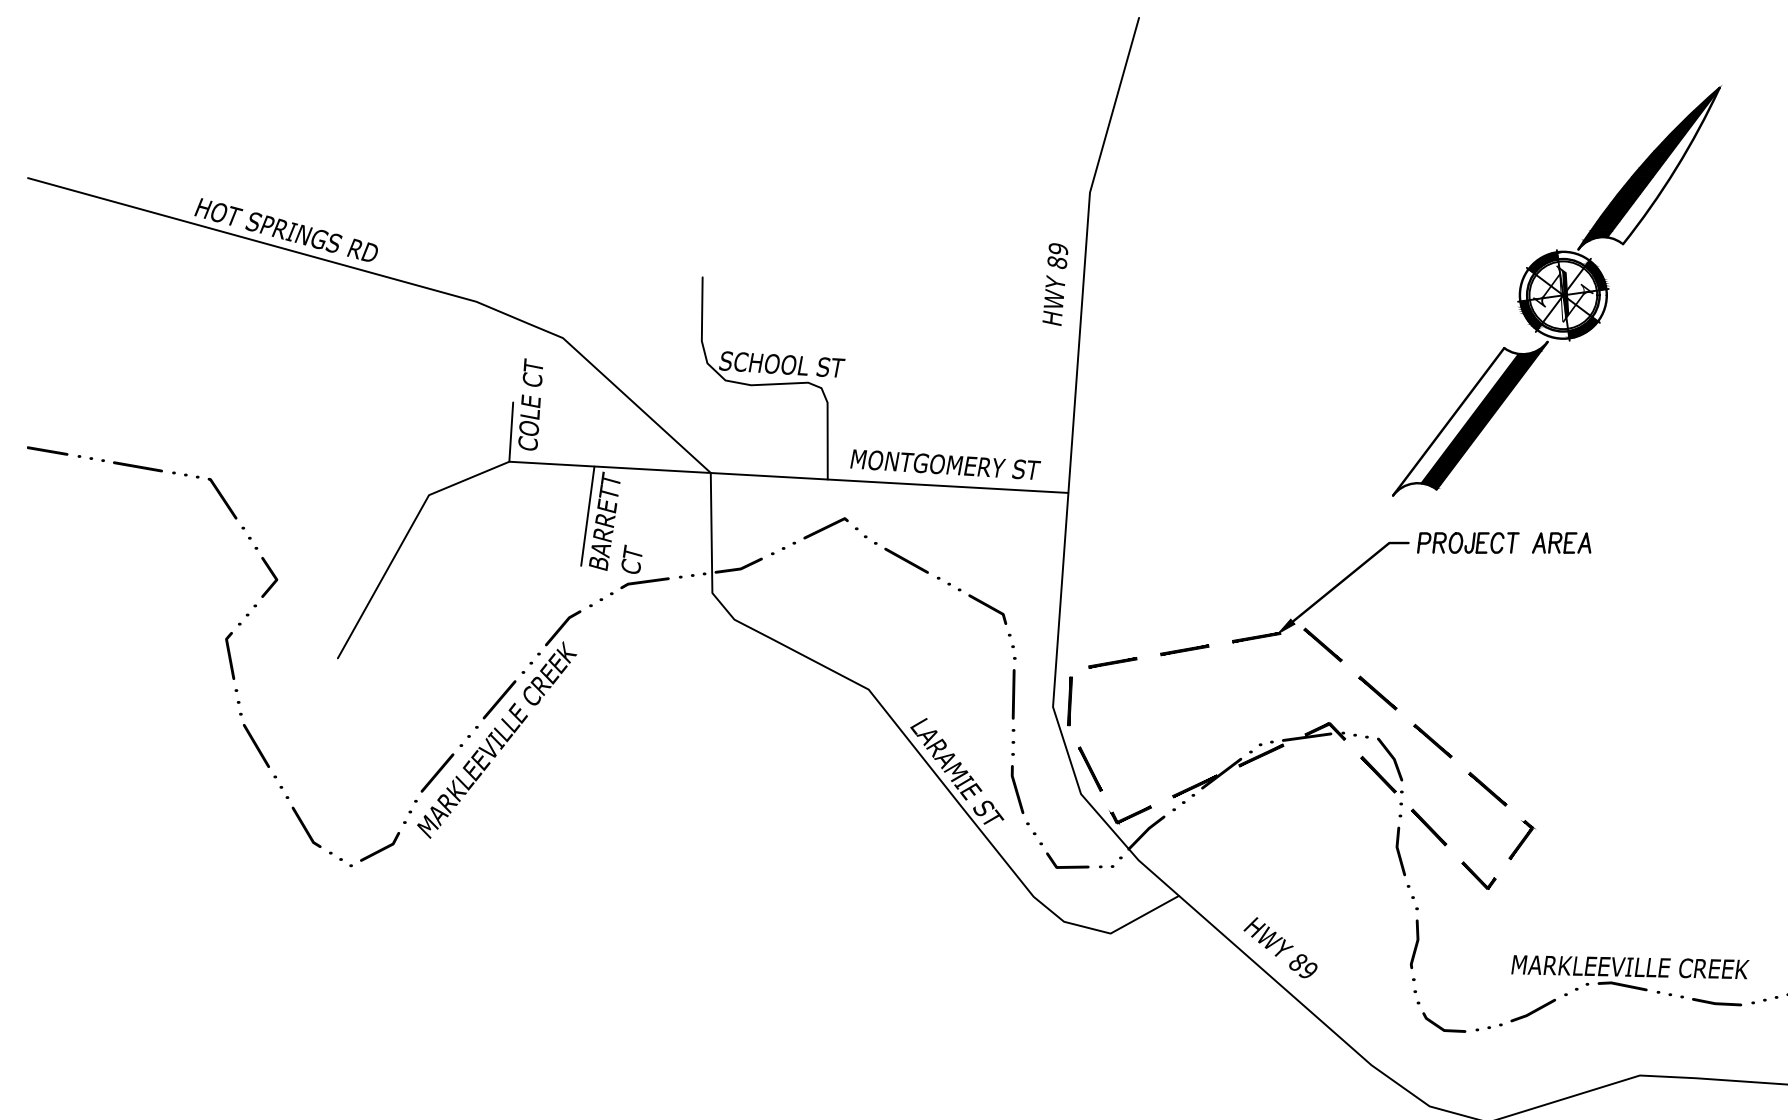 HOT SPRINGS RD
HWY 89
SCHOOL ST
COLE CT
MONTGOMERY ST
BARRETT
CT
PROJECT AREA
MARKLEEVILLE CREEK
LARAMIE ST
HWY 89
MARKLEEVILLE CREEK
N